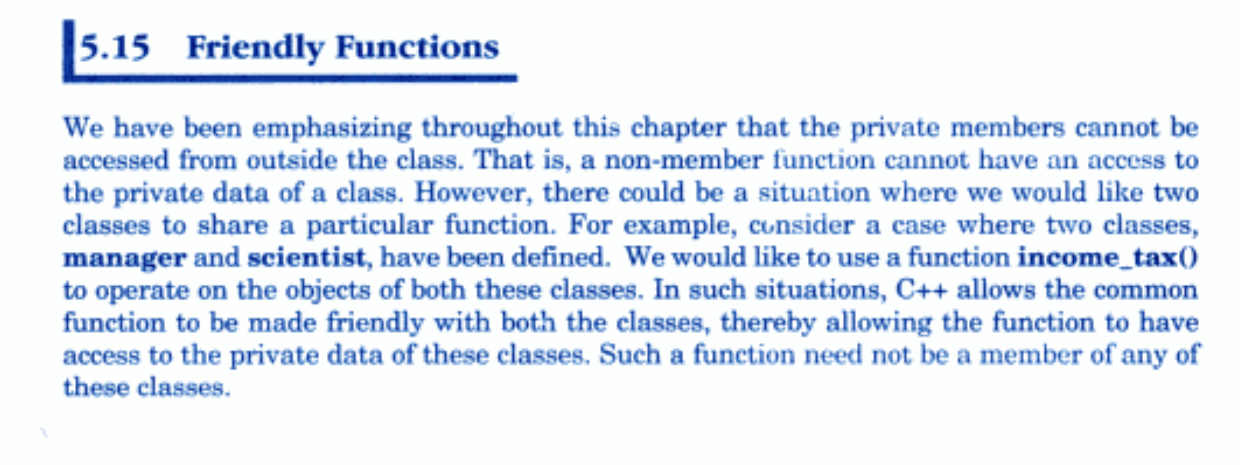 5.15 Friendly Functions
We have been emphasizing throughout this chapter that the private members cannot be
accessed from outside the class. That is, a non-member function cannot have an access to
the private data of a class. However, there could be a situation where we would like two
classes to share a particular function. For example, consider a case where two classes,
manager and scientist, have been defined. We would like to use a function income_tax()
to operate on the objects of both these classes. In such situations, C++ allows the common
function to be made friendly with both the classes, thereby allowing the function to have
access to the private data of these classes. Such a function need not be a member of any of
these classes.